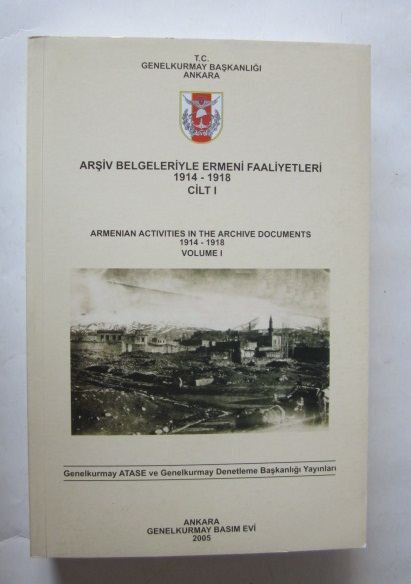 T.C.
GENELKURMAY BAŞKANLIĞI
ANKARA
ARŞİV BELGELERİYLE ERMENİ FAALİYETLERİ
1914 - 1918
CİLT I
ARMENIAN ACTIVITIES IN THE ARCHIVE DOCUMENTS
1914 - 1918
VOLUME I
Genelkurmay ATASE ve Genelkurmay Denetleme Başkanlığı Yayınları
ANKARA
GENELKURMAY BASIM EVİ
2005